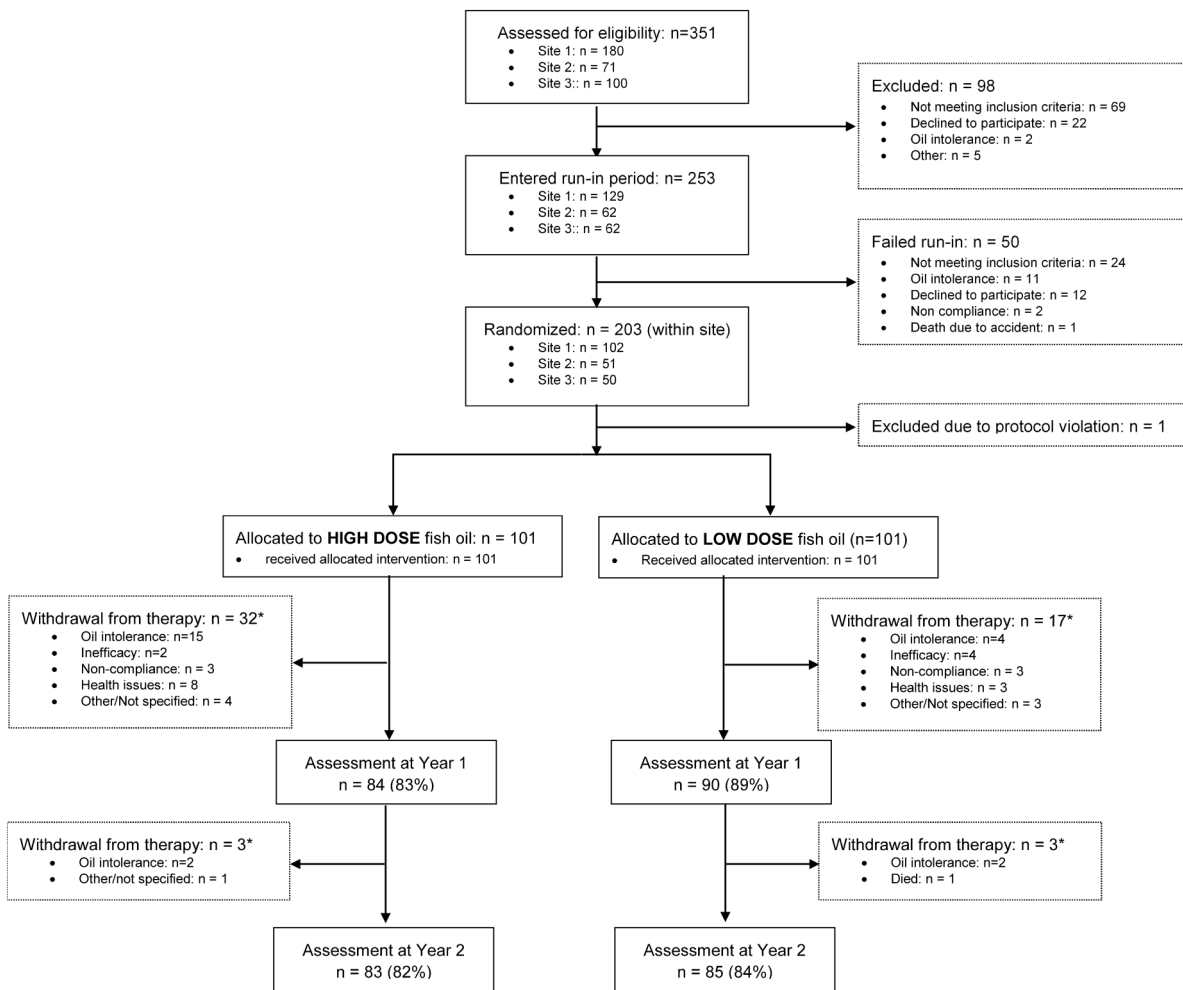 Assessed for eligibility: n=351
• Site 1: n = 180
• Site 2: n = 71
• Site 3:: n = 100
Excluded: n = 98
• Not meeting inclusion criteria: n = 69
• Declined to participate: n = 22
• Oil intolerance: n = 2
• Other: n = 5
Entered run-in period: n= 253
• Site 1: n = 129
• Site 2: n = 62
• Site 3:: n = 62
Failed run-in: n = 50
• Not meeting inclusion criteria: n = 24
• Oil intolerance: n = 11
• Declined to participate: n = 12
• Non compliance: n = 2
• Death due to accident: n = 1
Randomized: n = 203 (within site)
• Site 1: n = 102
• Site 2: n = 51
• Site 3: n = 50
Excluded due to protocol violation: n = 1
Allocated to HIGH DOSE fish oil: n = 101
• received allocated intervention: n = 101
Allocated to LOW DOSE fish oil (n=101)
• Received allocated intervention: n = 101
Withdrawal from therapy: n = 32*
• Oil intolerance: n=15
• Inefficacy: n=2
• Non-compliance: n = 3
• Health issues: n = 8
• Other/Not specified: n = 4
Withdrawal from therapy: n = 17*
• Oil intolerance: n=4
• Inefficacy: n=4
• Non-compliance: n = 3
• Health issues: n = 3
• Other/Not specified: n = 3
Assessment at Year 1
n = 84 (83%)
Assessment at Year 1
n = 90 (89%)
Withdrawal from therapy: n = 3*
• Oil intolerance: n=2
• Other/not specified: n = 1
Withdrawal from therapy: n = 3*
• Oil intolerance: n=2
• Died: n = 1
Assessment at Year 2
n = 83 (82%)
Assessment at Year 2
n = 85 (84%)